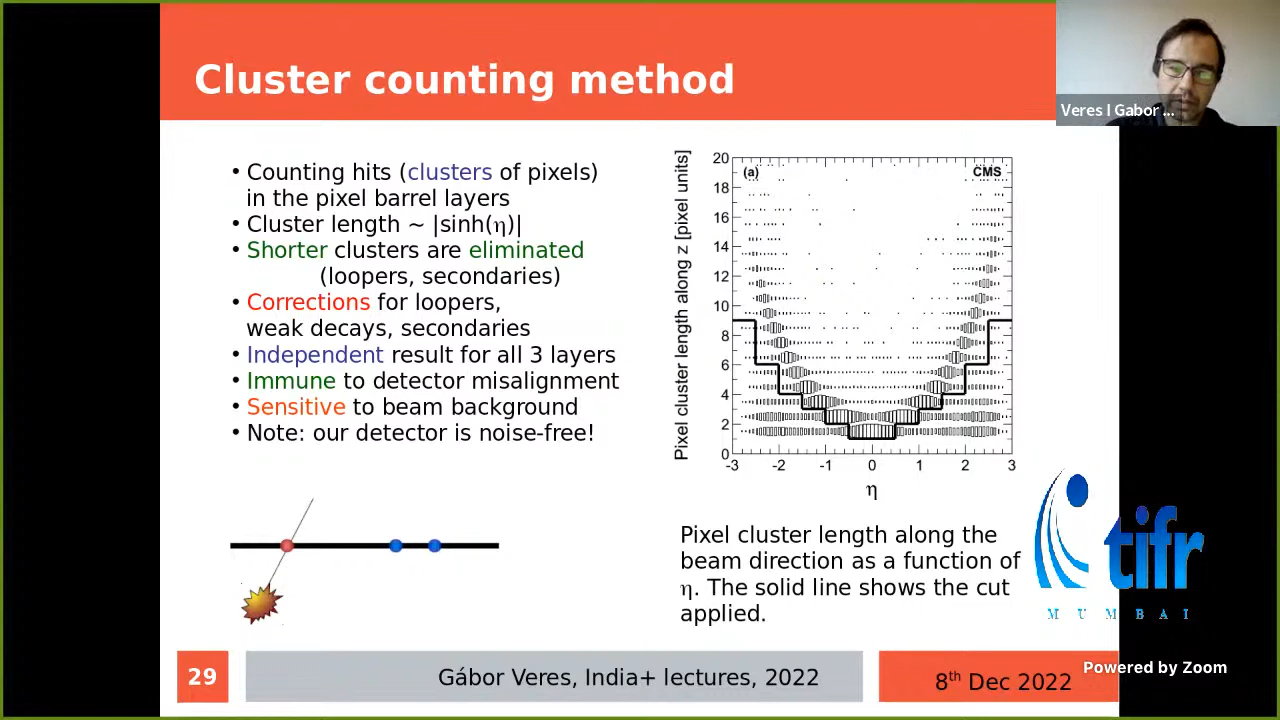 Cluster counting method
Veres I Gabor ...
• Counting hits (clusters of pixels)
in the pixel barrel layers
• Cluster length ~ |sinh(η)|
• Shorter clusters are eliminated
(loopers, secondaries)
• Corrections for loopers,
weak decays, secondaries
• Independent result for all 3 layers
• Immune to detector misalignment
• Sensitive to beam background
• Note: our detector is noise-free!
Pixel cluster length along z [pixel units]
20
18
16
14
12
10
8
6
4
2
0
(a)
CMS
-3 -2 -1 0 1 2 3
η
Pixel cluster length along the
beam direction as a function of
η. The solid line shows the cut
applied.
tifr
MUMBAI
29
Gábor Veres, India+ lectures, 2022
8th Dec 2022
Powered by Zoom